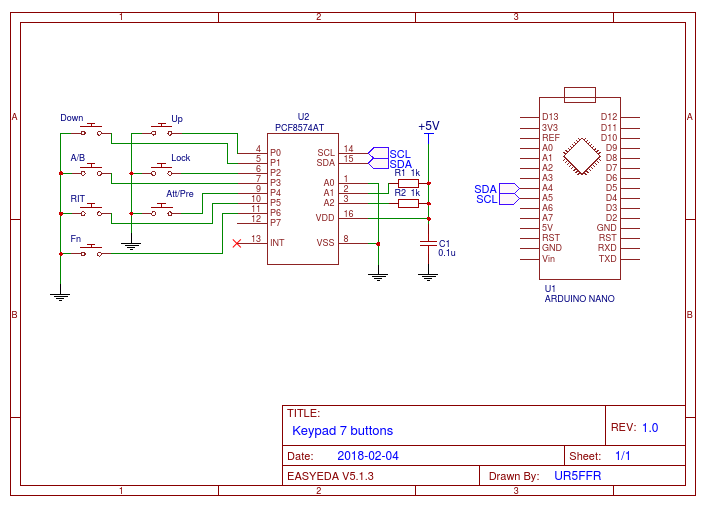 1 2 3
A A
B B
Down Up
A/B Lock
RIT Att/Pre
Fn
U2
PCF8574AT
4 P0 SCL 14 SCL
5 P1 SDA 15 SDA
6 P2
7 P3 A0 1
9 P4 A1 2
10 P5 A2 3
11 P6
12 P7 VDD 16
13 INT VSS 8
+5V
R1 1k
R2 1k
C1
0.1u
SDA
SCL
D13 D12
3V3 D11
REF D10
A0 D9
A1 D8
A2 D7
A3 D6
A4 D5
A5 D4
A6 D3
A7 D2
5V GND
RST RST
GND RXD
Vin TXD
U1
ARDUINO NANO
TITLE:
Keypad 7 buttons
REV: 1.0
Date: 2018-02-04
Sheet: 1/1
EASYEDA V5.1.3
Drawn By: UR5FFR
1 2 3